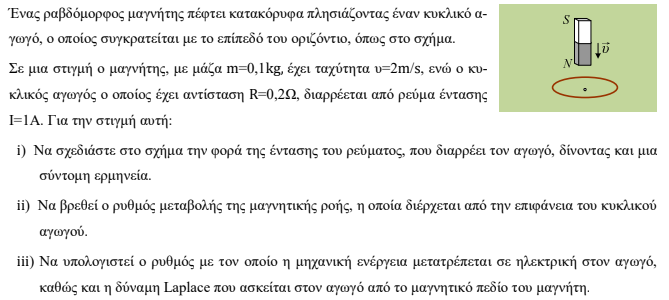 Ένας ραβδόμορφος μαγνήτης πέφτει κατακόρυφα πλησιάζοντας έναν κυκλικό α-
γωγό, ο οποίος συγκρατείται με το επίπεδό του οριζόντιο, όπως στο σχήμα.
S
N
υ
Σε μια στιγμή ο μαγνήτης, με μάζα m=0,1kg, έχει ταχύτητα υ=2m/s, ενώ ο κυ-
κλικός αγωγός ο οποίος έχει αντίσταση R=0,2Ω, διαρρέεται από ρεύμα έντασης
Ι=1Α. Για την στιγμή αυτή:
i) Να σχεδιάστε στο σχήμα την φορά της έντασης του ρεύματος, που διαρρέει τον αγωγό, δίνοντας και μια
σύντομη ερμηνεία.
ii) Να βρεθεί ο ρυθμός μεταβολής της μαγνητικής ροής, η οποία διέρχεται από την επιφάνεια του κυκλικού
αγωγού.
iii) Να υπολογιστεί ο ρυθμός με τον οποίο η μηχανική ενέργεια μετατρέπεται σε ηλεκτρική στον αγωγό,
καθώς και η δύναμη Laplace που ασκείται στον αγωγό από το μαγνητικό πεδίο του μαγνήτη.